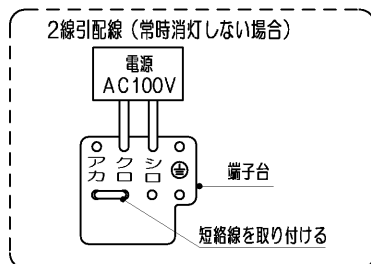 2線引配線（常時消灯しない場合）
電源
AC100V
アカ
クロ
シロ
端子台
短絡線を取り付ける